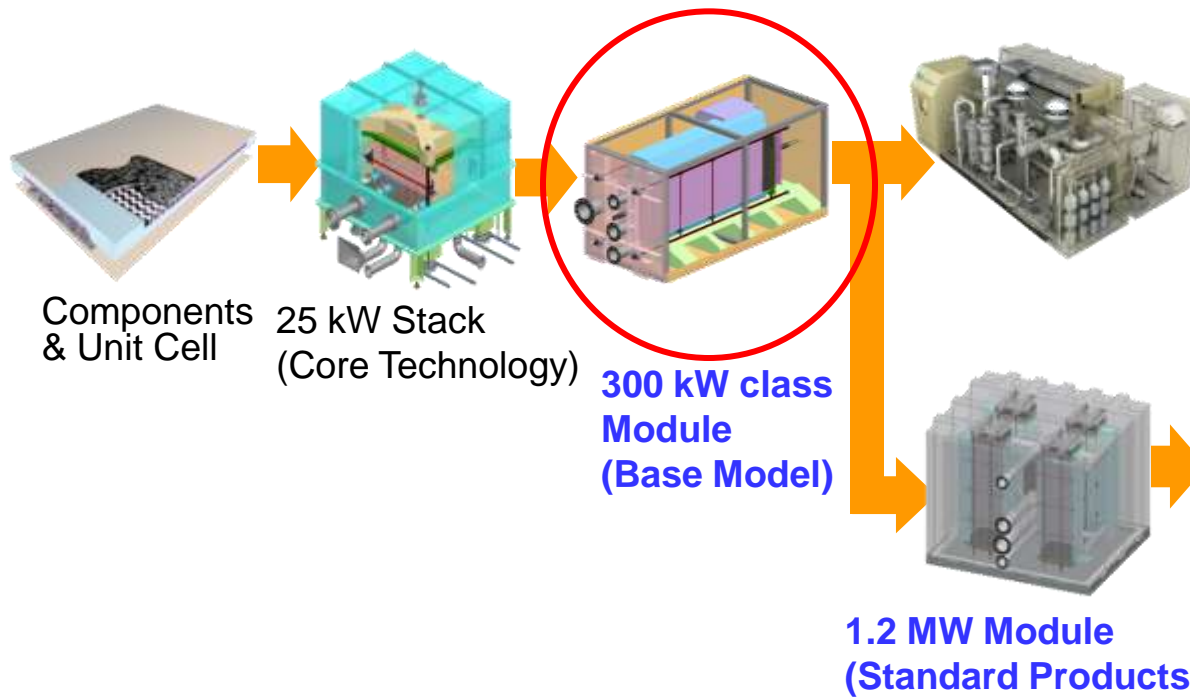 Components
& Unit Cell
25 kW Stack
(Core Technology)
300 kW class
Module
(Base Model)
1.2 MW Module
(Standard Products